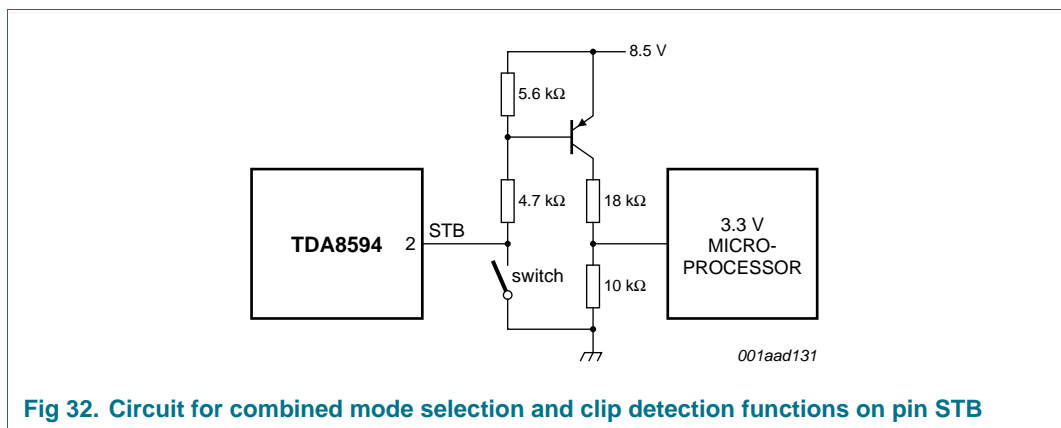 8.5 V
5.6 kΩ
4.7 kΩ
18 kΩ
TDA8594
2
STB
switch
10 kΩ
3.3 V
MICRO-
PROCESSOR
001aad131
Fig 32. Circuit for combined mode selection and clip detection functions on pin STB